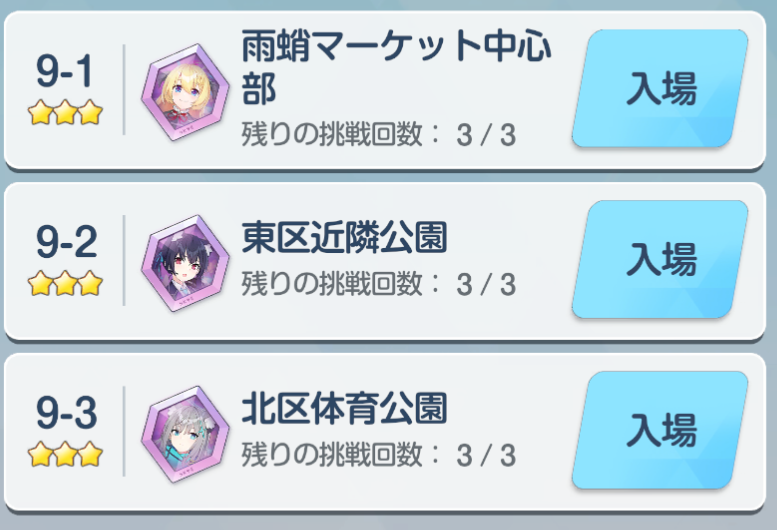 9-1
雨蛸マーケット中心
部
残りの挑戦回数： 3 / 3
入場
9-2
東区近隣公園
残りの挑戦回数： 3 / 3
入場
9-3
北区体育公園
残りの挑戦回数： 3 / 3
入場